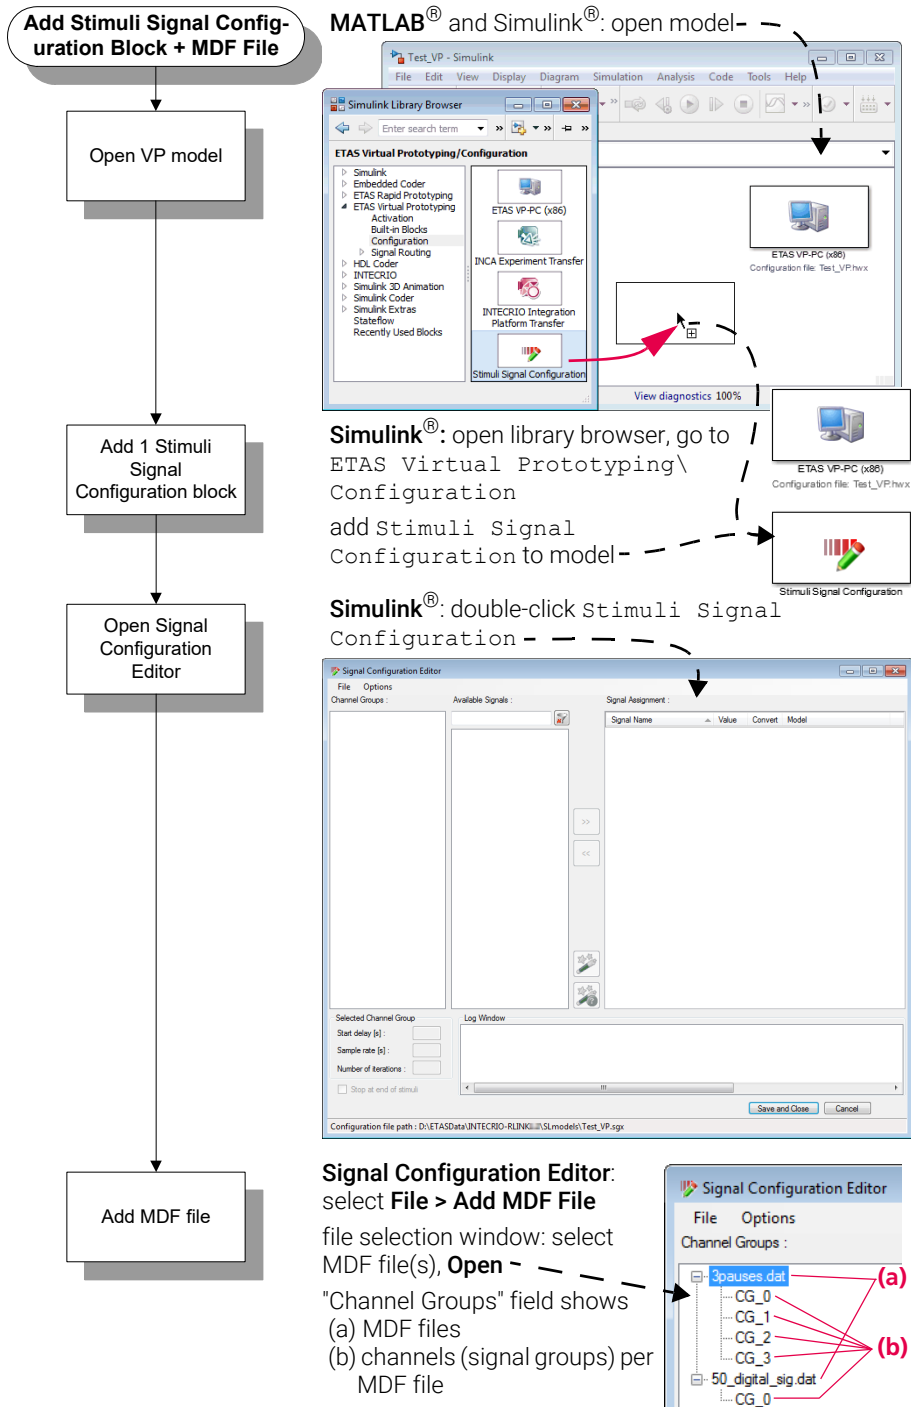 Add Stimuli Signal Config-
uration Block + MDF File
MATLAB® and Simulink®: open model
Test_VP - Simulink
File Edit View Display Diagram Simulation Analysis Code Tools Help
Simulink Library Browser
Enter search term
ETAS Virtual Prototyping/Configuration
Simulink
Embedded Coder
ETAS Rapid Prototyping
ETAS Virtual Prototyping
Activation
Built-in Blocks
Configuration
Signal Routing
HDL Coder
INTECRIO
Simulink 3D Animation
Simulink Coder
Simulink Extras
Stateflow
Recently Used Blocks
ETAS VP-PC (x86)
INCA Experiment Transfer
INTECRIO Integration
Platform Transfer
Stimuli Signal Configuration
ETAS VP-PC (x86)
Configuration file: Test_VP.hwx
View diagnostics 100%
Open VP model
Add 1 Stimuli
Signal
Configuration block
Simulink®: open library browser, go to
ETAS Virtual Prototyping\
Configuration
add Stimuli Signal
Configuration to model
ETAS VP-PC (x86)
Configuration file: Test_VP.hwx
Stimuli Signal Configuration
Open Signal
Configuration
Editor
Simulink®: double-click Stimuli Signal
Configuration
Signal Configuration Editor
File Options
Channel Groups :
Available Signals :
Signal Assignment :
Signal Name Value Convert Model
>>
<<
Selected Channel Group
Start delay [s] :
Sample rate [s] :
Number of iterations :
Stop at end of stimuli
Log Window
Save and Close Cancel
Configuration file path : D:\ETASData\INTECRIO-RLINK\SLmodels\Test_VP.sgx
Add MDF file
Signal Configuration Editor:
select File > Add MDF File
file selection window: select
MDF file(s), Open
"Channel Groups" field shows
(a) MDF files
(b) channels (signal groups) per
MDF file
Signal Configuration Editor
File Options
Channel Groups :
3pauses.dat
CG_0
CG_1
CG_2
CG_3
50_digital_sig.dat
CG_0
(a)
(b)